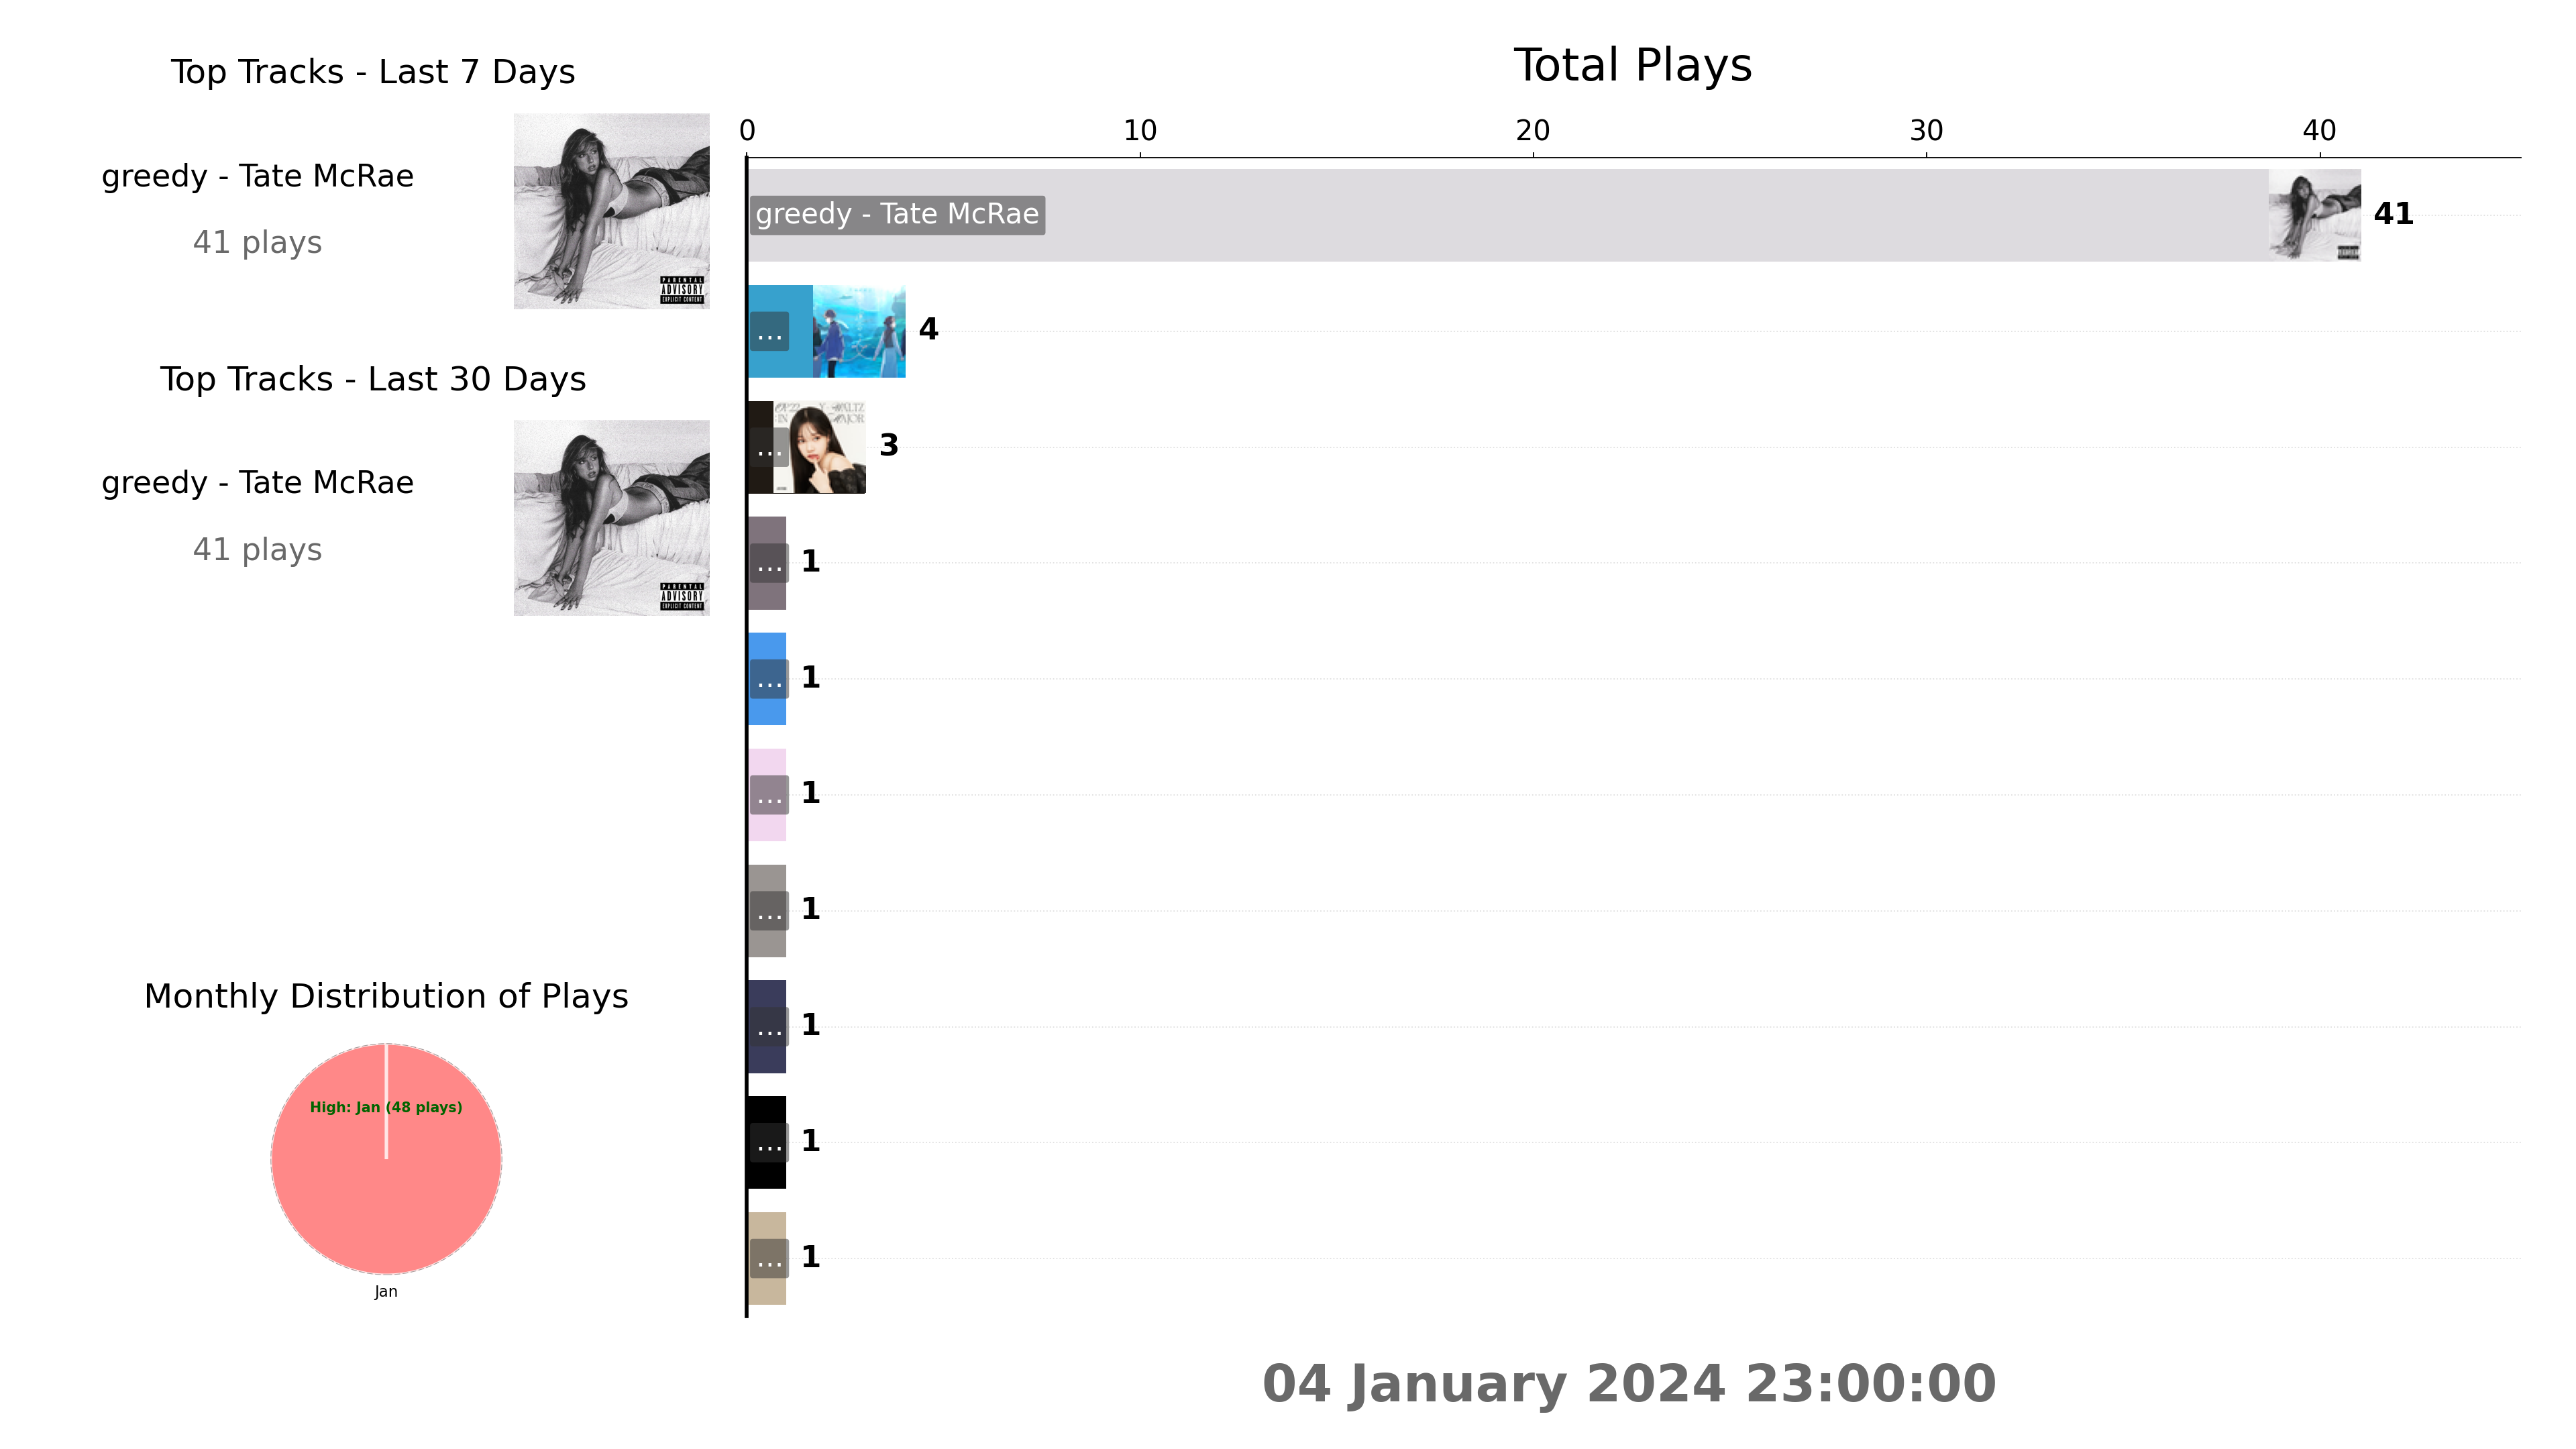 Top Tracks - Last 7 Days
greedy - Tate McRae
41 plays
PARENTAL
ADVISORY
EXPLICIT CONTENT
Top Tracks - Last 30 Days
greedy - Tate McRae
41 plays
PARENTAL
ADVISORY
EXPLICIT CONTENT
Monthly Distribution of Plays
High: Jan (48 plays)
Jan
Total Plays
0 10 20 30 40
greedy - Tate McRae 41
... 4
... 3
... 1
... 1
... 1
... 1
... 1
... 1
... 1
04 January 2024 23:00:00